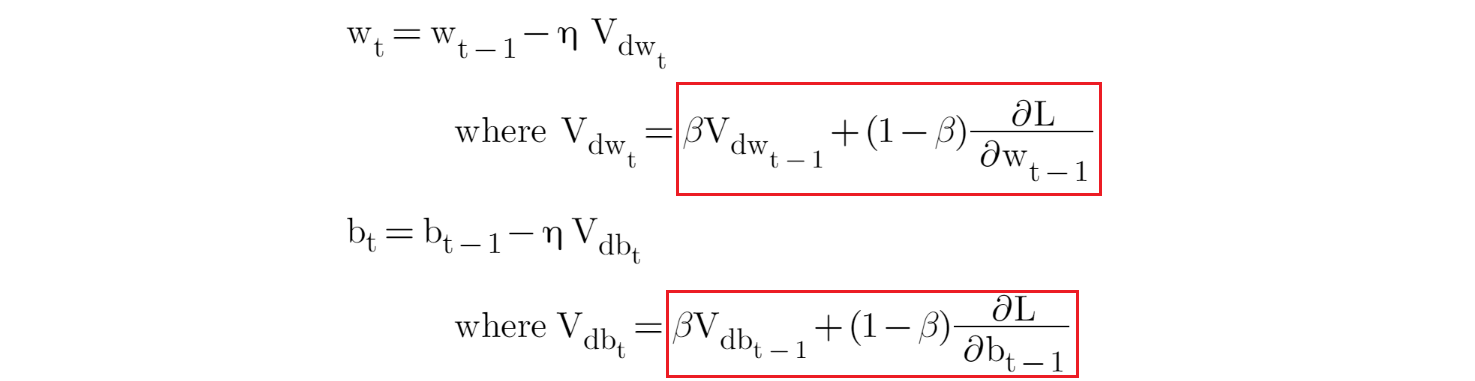 w_t = w_{t-1} - η V_{dw_t}
where V_{dw_t} = βV_{dw_{t-1}} + (1 - β) ∂L/∂w_{t-1}
b_t = b_{t-1} - η V_{db_t}
where V_{db_t} = βV_{db_{t-1}} + (1 - β) ∂L/∂b_{t-1}